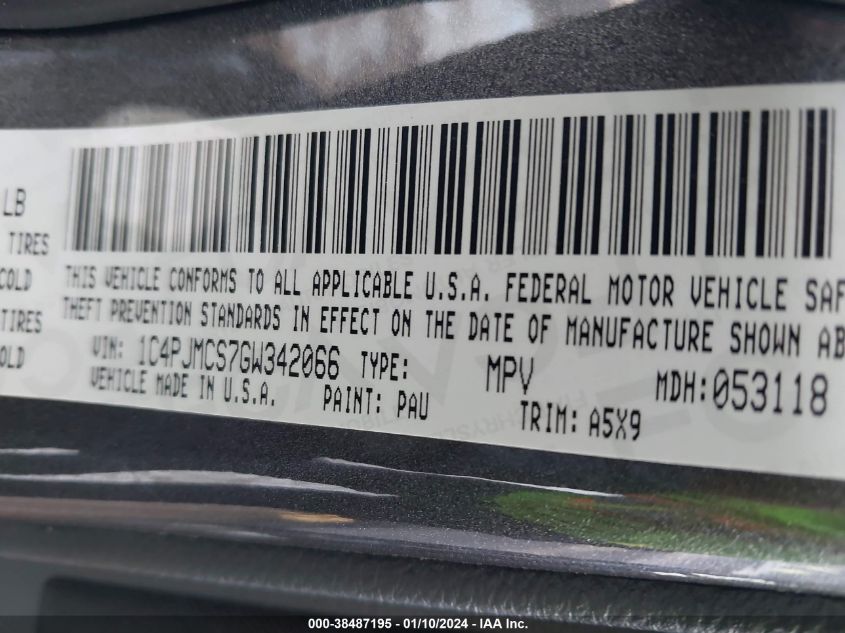 LB
TIRES
COLD
TIRES
COLD
THIS VEHICLE CONFORMS TO ALL APPLICABLE U.S.A. FEDERAL MOTOR VEHICLE SAF
THEFT PREVENTION STANDARDS IN EFFECT ON THE DATE OF MANUFACTURE SHOWN AB
VIN: 1C4PJMCS7GW342066 TYPE: MPV MDH:053118
VEHICLE MADE IN U.S.A. PAINT: PAU TRIM: A5X9
000-38487195 - 01/10/2024 - IAA Inc.